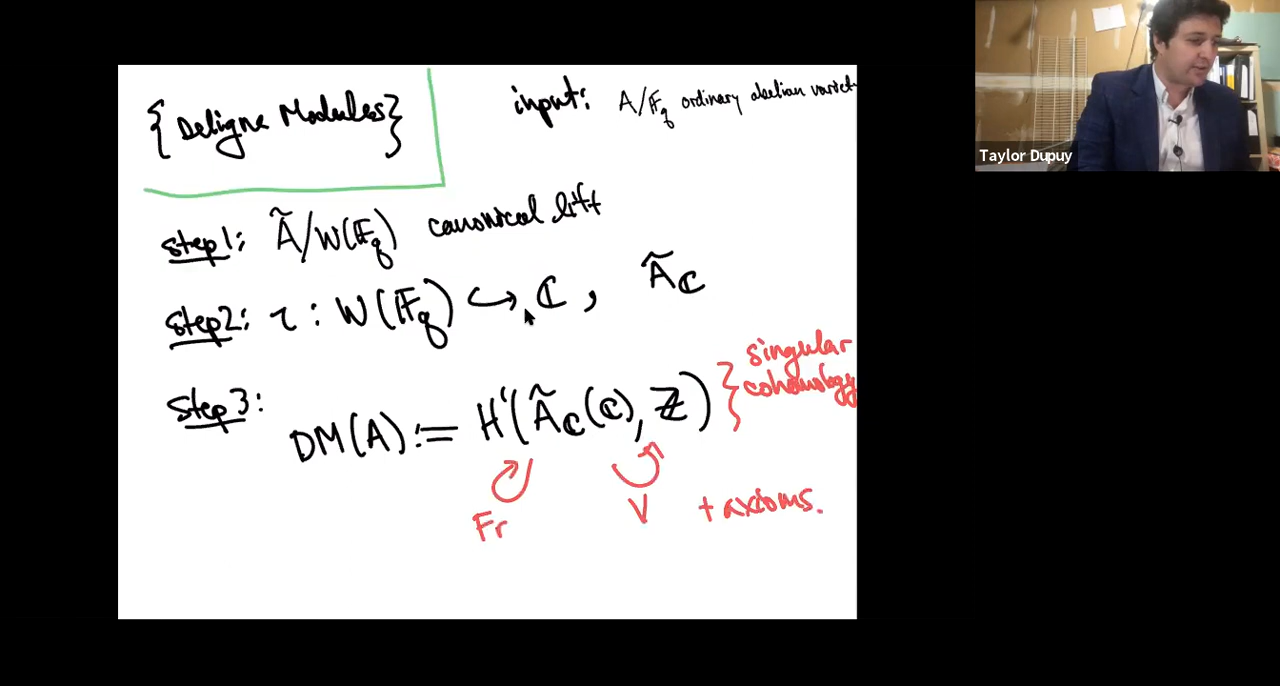 {Deligne Modules}
input: A/𝔽_q ordinary abelian variety
step1: Ã/W(𝔽_q) canonical lift
step2: τ : W(𝔽_q) ↪ ℂ, Ã_ℂ
step3:
DM(A) := H¹(Ã_ℂ(ℂ), ℤ) } singular cohomology
Fr V + axioms.
Taylor Dupuy